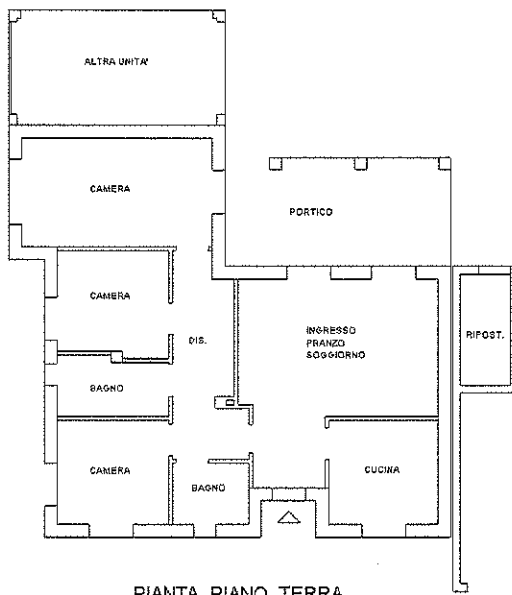 ALTRA UNITA'
CAMERA
PORTICO
CAMERA
DIS.
INGRESSO
PRANZO
SOGGIORNO
RIPOST.
BAGNO
CAMERA
BAGNO
CUCINA
PIANTA PIANO TERRA